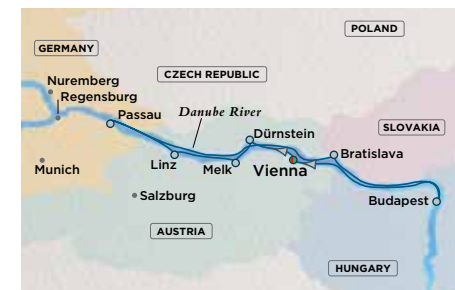 POLAND
GERMANY
CZECH REPUBLIC
Nuremberg
Regensburg
Passau
Danube River
Dürnstein
SLOVAKIA
Bratislava
Linz
Melk
Vienna
Munich
Salzburg
Budapest
AUSTRIA
HUNGARY